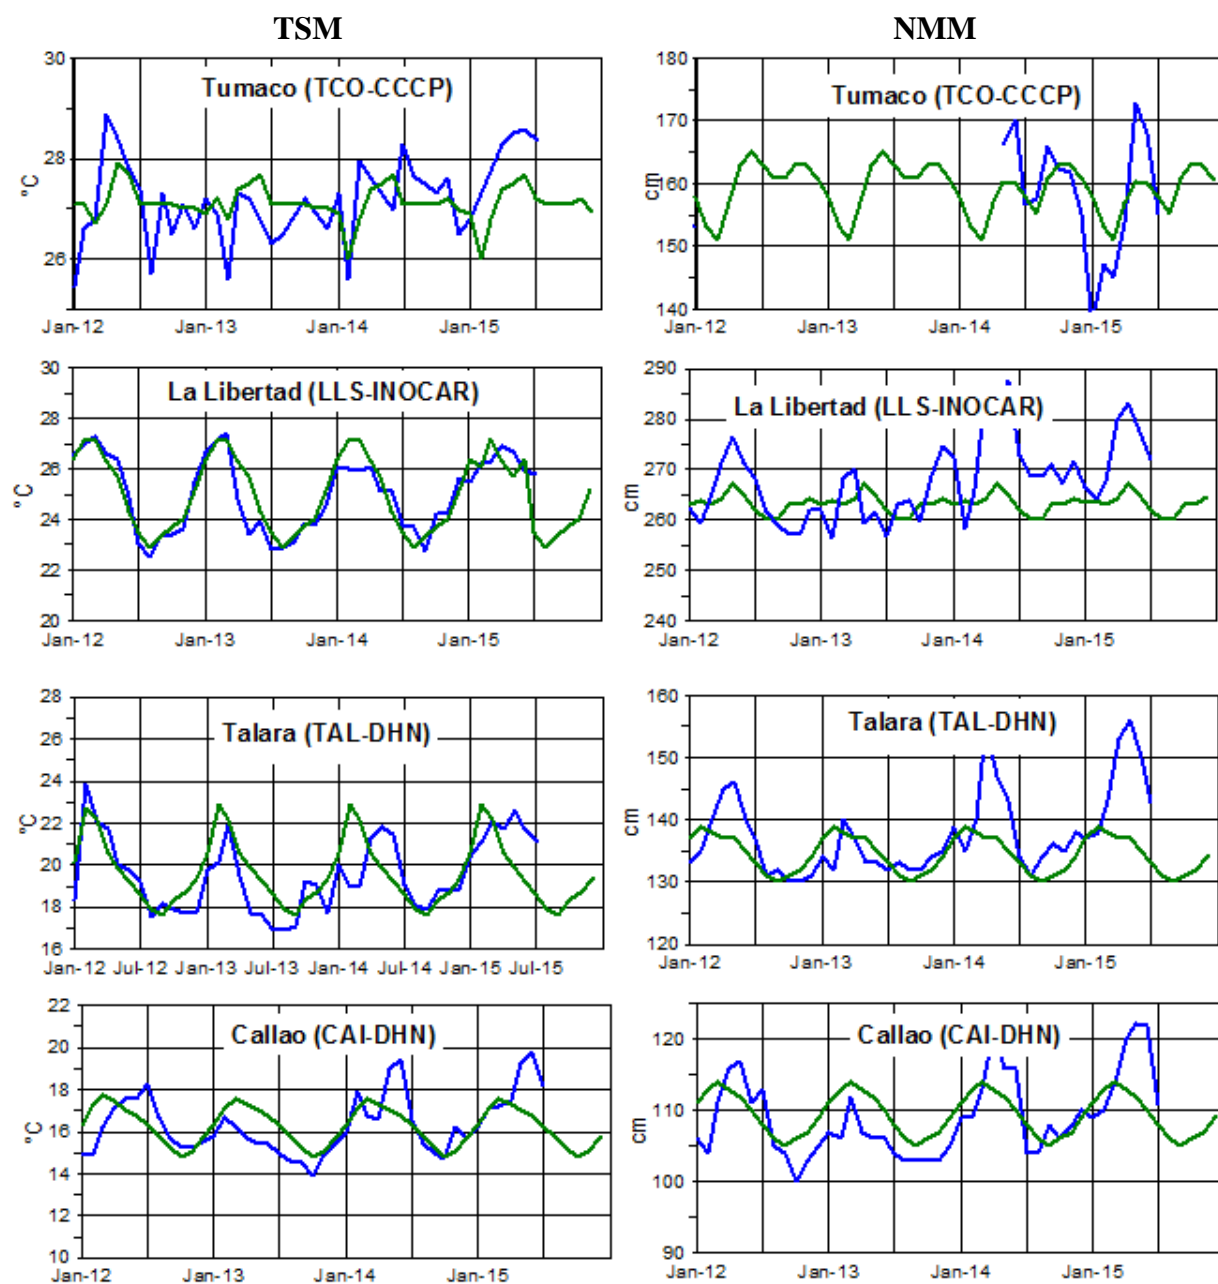 TSM
NMM
Tumaco (TCO-CCCP)
30
28
26
°C
Jan-12 Jan-13 Jan-14 Jan-15
Tumaco (TCO-CCCP)
180
170
160
150
140
cm
Jan-12 Jan-13 Jan-14 Jan-15
La Libertad (LLS-INOCAR)
30
28
26
24
22
20
°C
Jan-12 Jan-13 Jan-14 Jan-15
La Libertad (LLS-INOCAR)
290
280
270
260
250
240
cm
Jan-12 Jan-13 Jan-14 Jan-15
Talara (TAL-DHN)
28
26
24
22
20
18
16
°C
Jan-12 Jul-12 Jan-13 Jul-13 Jan-14 Jul-14 Jan-15 Jul-15
Talara (TAL-DHN)
160
150
140
130
120
cm
Jan-12 Jan-13 Jan-14 Jan-15
Callao (CAI-DHN)
22
20
18
16
14
12
10
°C
Jan-12 Jan-13 Jan-14 Jan-15
Callao (CAI-DHN)
120
110
100
90
cm
Jan-12 Jan-13 Jan-14 Jan-15